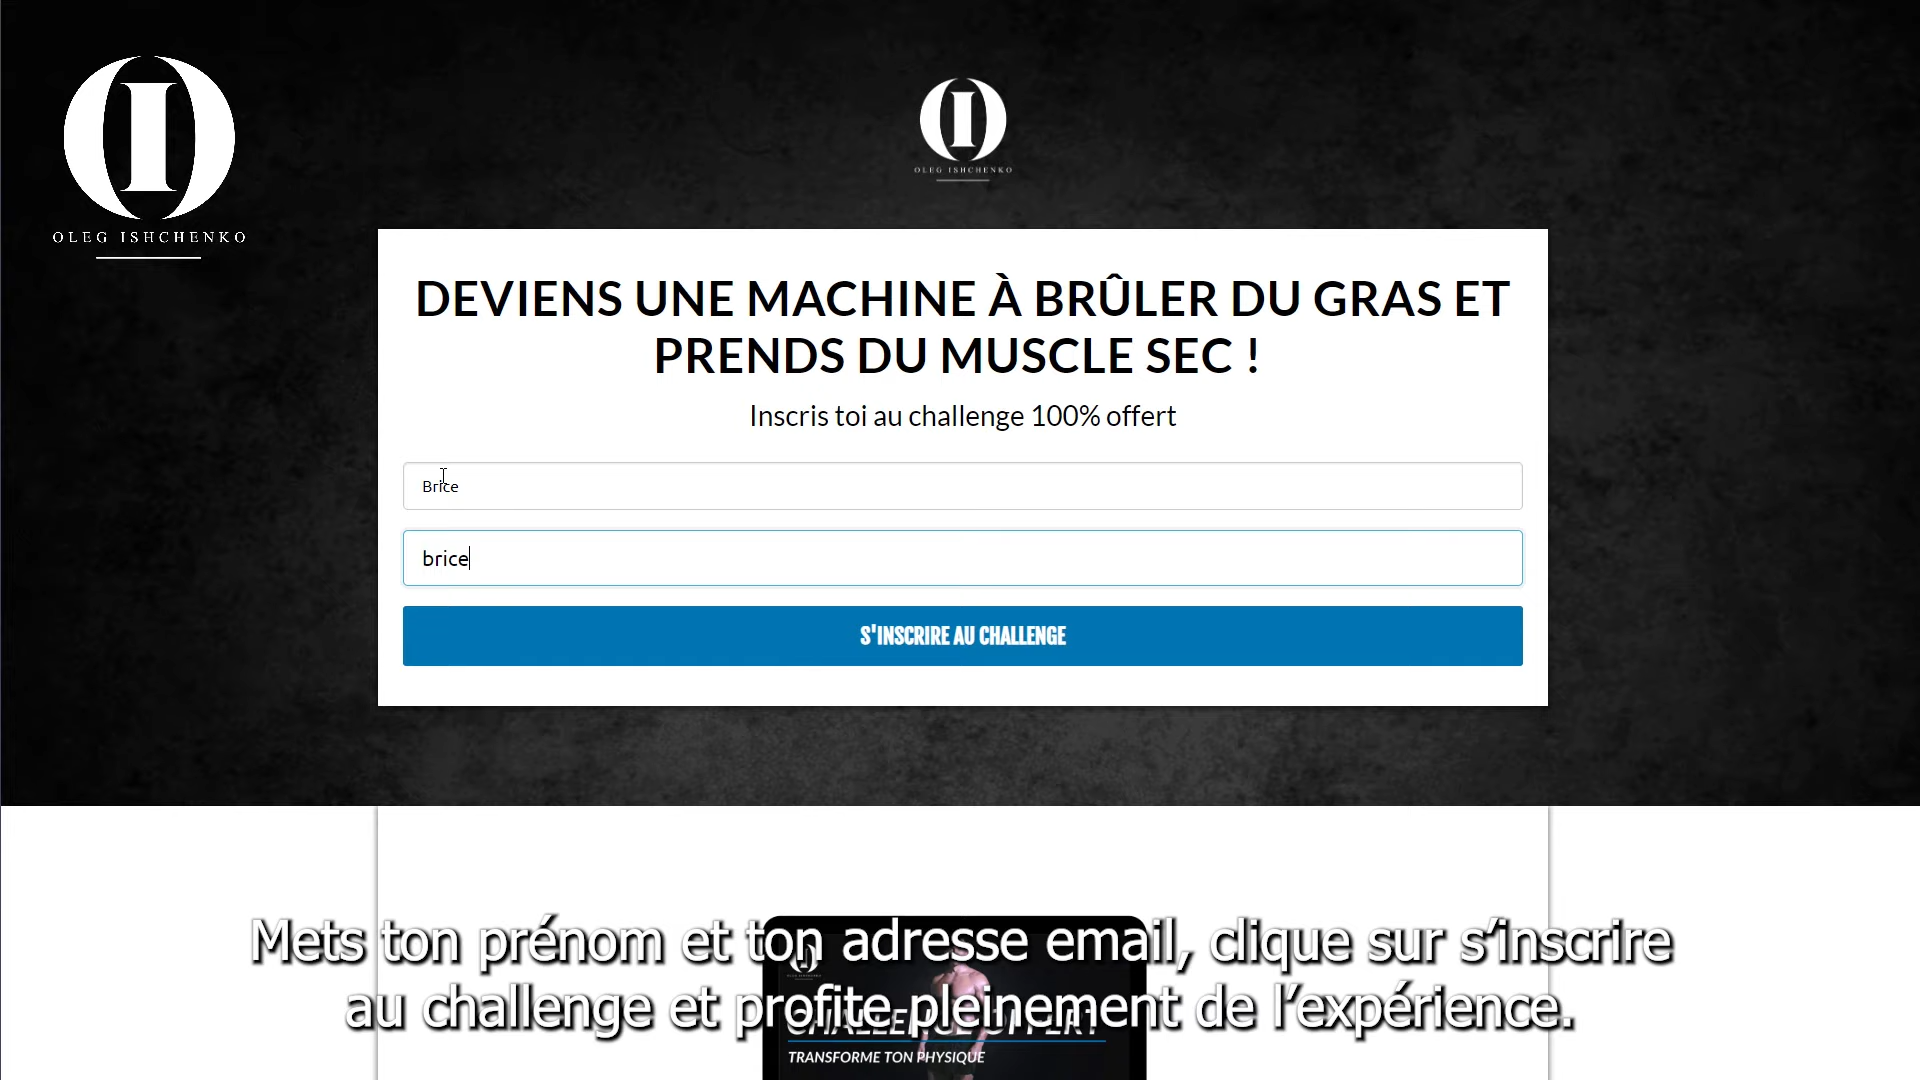 OLEG ISHCHENKO
OLEG ISHCHENKO
DEVIENS UNE MACHINE À BRÛLER DU GRAS ET
PRENDS DU MUSCLE SEC !
Inscris toi au challenge 100% offert
Brice
brice
S'INSCRIRE AU CHALLENGE
Mets ton prénom et ton adresse email, clique sur s’inscrire
au challenge et profite pleinement de l’expérience.
CHALLENGE OFFERT
TRANSFORME TON PHYSIQUE